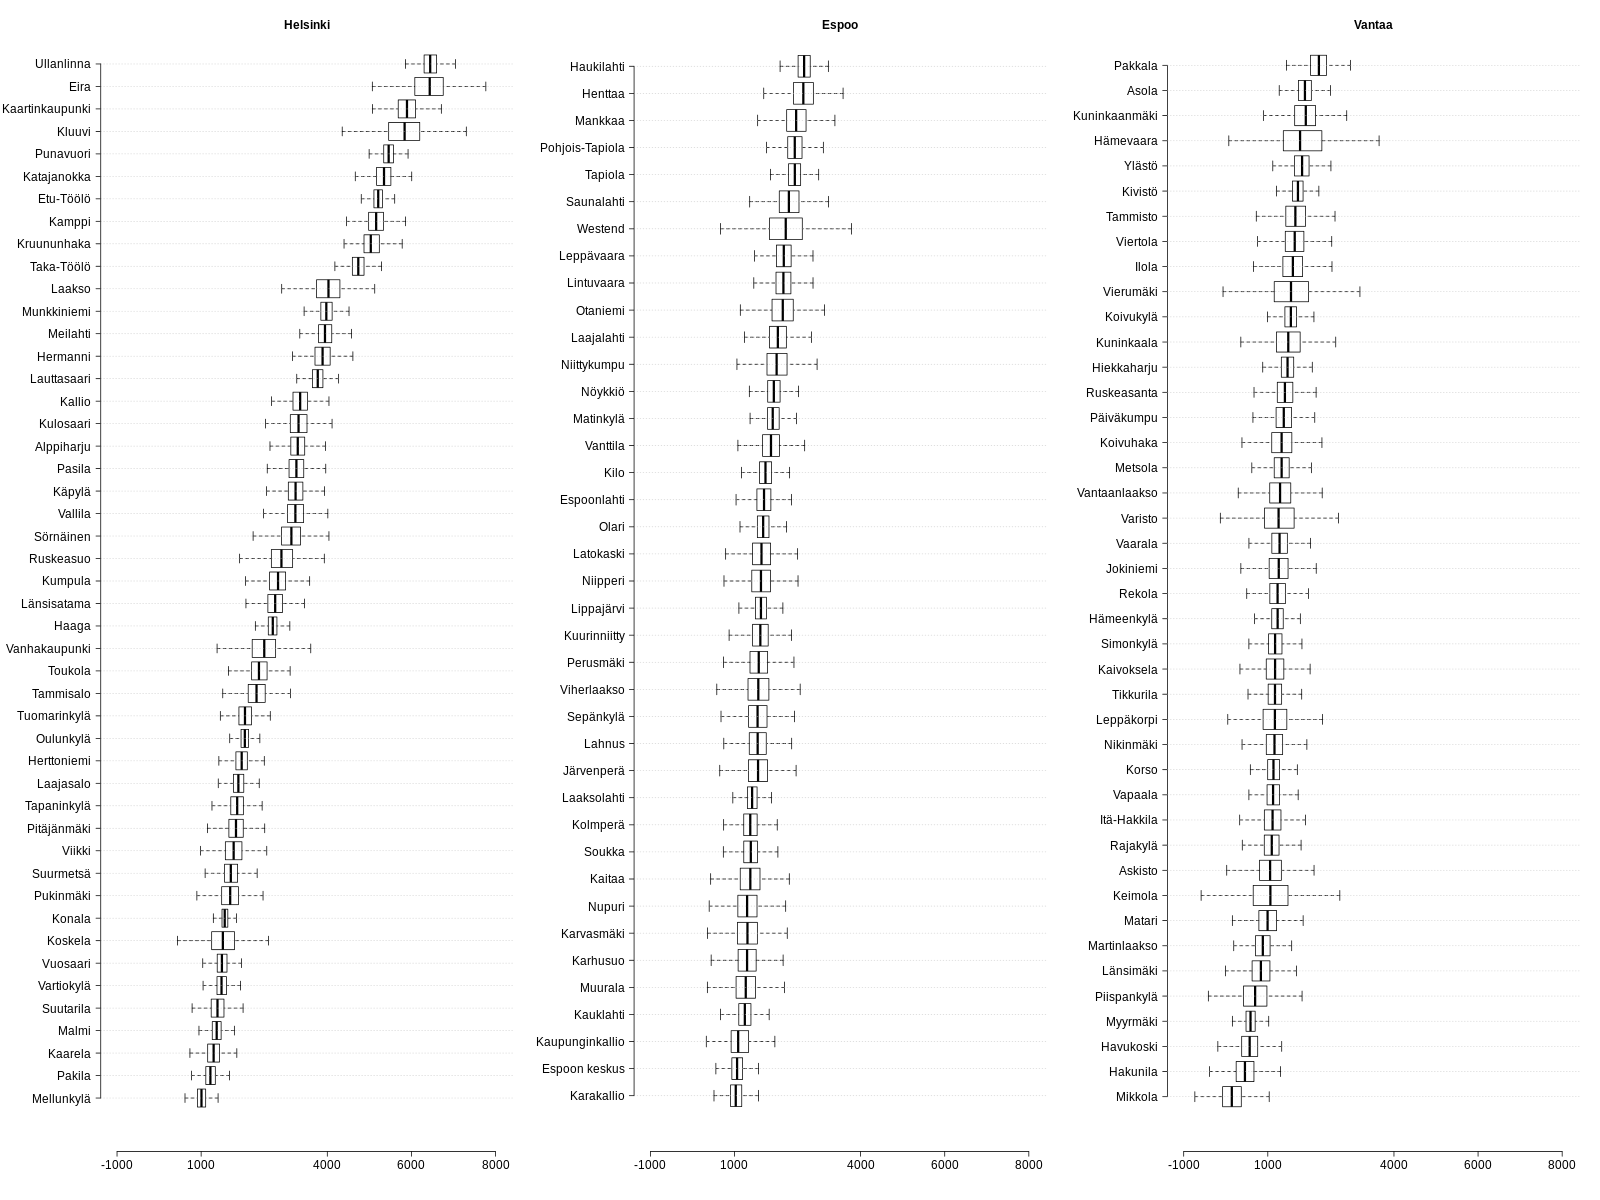 Helsinki
Ullanlinna
Eira
Kaartinkaupunki
Kluuvi
Punavuori
Katajanokka
Etu-Töölö
Kamppi
Kruununhaka
Taka-Töölö
Laakso
Munkkiniemi
Meilahti
Hermanni
Lauttasaari
Kallio
Kulosaari
Alppiharju
Pasila
Käpylä
Vallila
Sörnäinen
Ruskeasuo
Kumpula
Länsisatama
Haaga
Vanhakaupunki
Toukola
Tammisalo
Tuomarinkylä
Oulunkylä
Herttoniemi
Laajasalo
Tapaninkylä
Pitäjänmäki
Viikki
Suurmetsä
Pukinmäki
Konala
Koskela
Vuosaari
Vartiokylä
Suutarila
Malmi
Kaarela
Pakila
Mellunkylä
-1000 1000 4000 6000 8000
Espoo
Haukilahti
Henttaa
Mankkaa
Pohjois-Tapiola
Tapiola
Saunalahti
Westend
Leppävaara
Lintuvaara
Otaniemi
Laajalahti
Niittykumpu
Nöykkiö
Matinkylä
Vanttila
Kilo
Espoonlahti
Olari
Latokaski
Niipperi
Lippajärvi
Kuurinniitty
Perusmäki
Viherlaakso
Sepänkylä
Lahnus
Järvenperä
Laaksolahti
Kolmperä
Soukka
Kaitaa
Nupuri
Karvasmäki
Karhusuo
Muurala
Kauklahti
Kaupunginkallio
Espoon keskus
Karakallio
-1000 1000 4000 6000 8000
Vantaa
Pakkala
Asola
Kuninkaanmäki
Hämevaara
Ylästö
Kivistö
Tammisto
Viertola
Ilola
Vierumäki
Koivukylä
Kuninkaala
Hiekkaharju
Ruskeasanta
Päiväkumpu
Koivuhaka
Metsola
Vantaanlaakso
Varisto
Vaarala
Jokiniemi
Rekola
Hämeenkylä
Simonkylä
Kaivoksela
Tikkurila
Leppäkorpi
Nikinmäki
Korso
Vapaala
Itä-Hakkila
Rajakylä
Askisto
Keimola
Matari
Martinlaakso
Länsimäki
Piispankylä
Myyrmäki
Havukoski
Hakunila
Mikkola
-1000 1000 4000 6000 8000